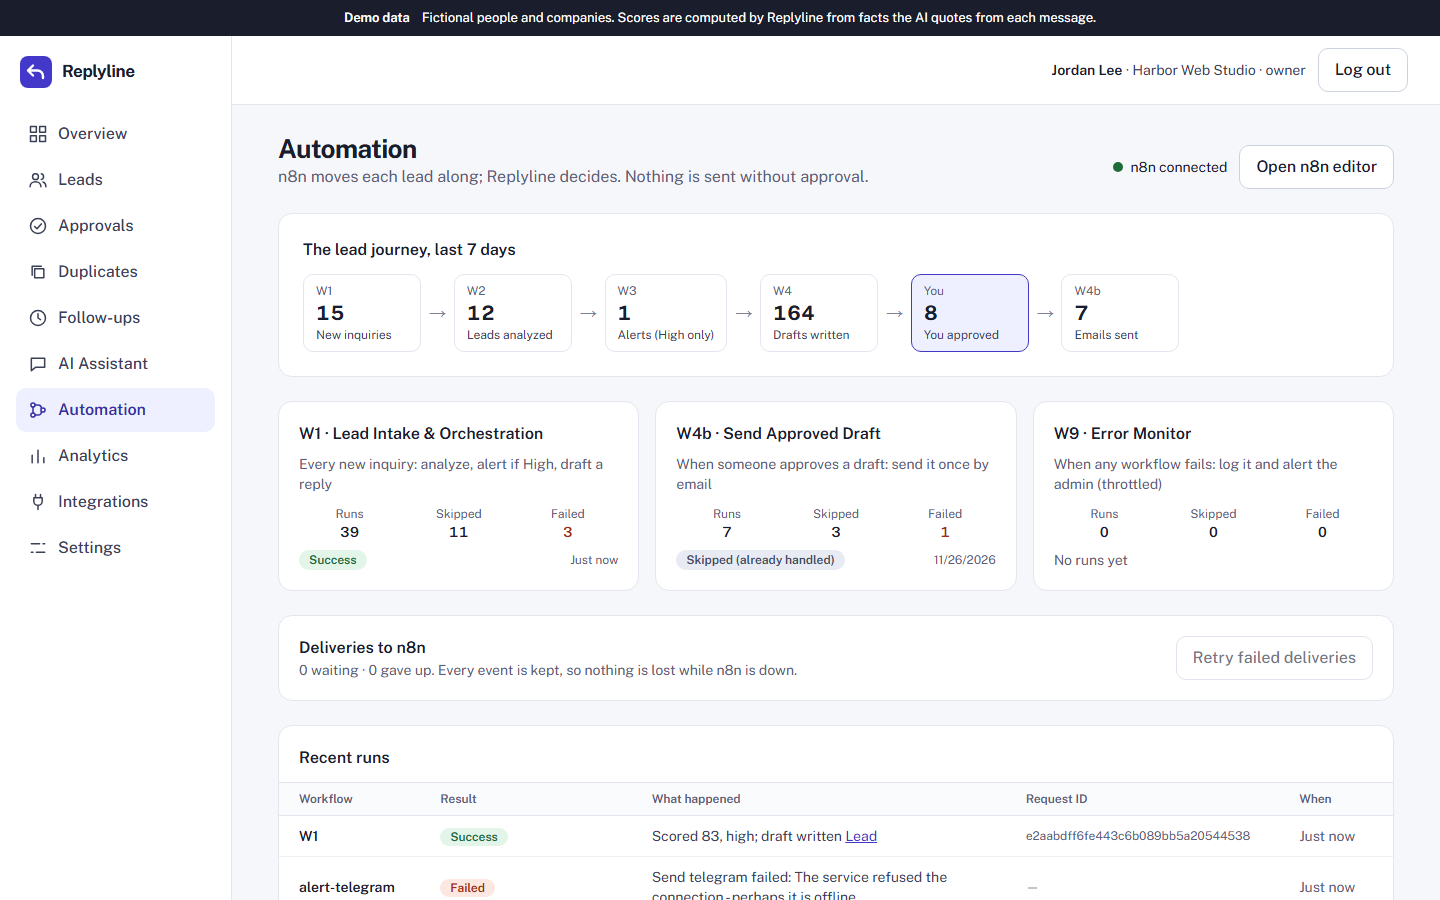 Demo data Fictional people and companies. Scores are computed by Replyline from facts the AI quotes from each message.
Replyline
Jordan Lee · Harbor Web Studio · owner
Log out
Overview
Leads
Approvals
Duplicates
Follow-ups
AI Assistant
Automation
Analytics
Integrations
Settings
Automation
n8n moves each lead along; Replyline decides. Nothing is sent without approval.
n8n connected
Open n8n editor
The lead journey, last 7 days
W1
15
New inquiries
→
W2
12
Leads analyzed
→
W3
1
Alerts (High only)
→
W4
164
Drafts written
→
You
8
You approved
→
W4b
7
Emails sent
W1 · Lead Intake & Orchestration
Every new inquiry: analyze, alert if High, draft a
reply
Runs Skipped Failed
39 11 3
Success Just now
W4b · Send Approved Draft
When someone approves a draft: send it once by
email
Runs Skipped Failed
7 3 1
Skipped (already handled) 11/26/2026
W9 · Error Monitor
When any workflow fails: log it and alert the
admin (throttled)
Runs Skipped Failed
0 0 0
No runs yet
Deliveries to n8n
0 waiting · 0 gave up. Every event is kept, so nothing is lost while n8n is down.
Retry failed deliveries
Recent runs
Workflow Result What happened Request ID When
W1 Success Scored 83, high; draft written Lead e2aabdff6fe443c6b089bb5a20544538 Just now
alert-telegram Failed Send telegram failed: The service refused the — Just now
connection - perhaps it is offline